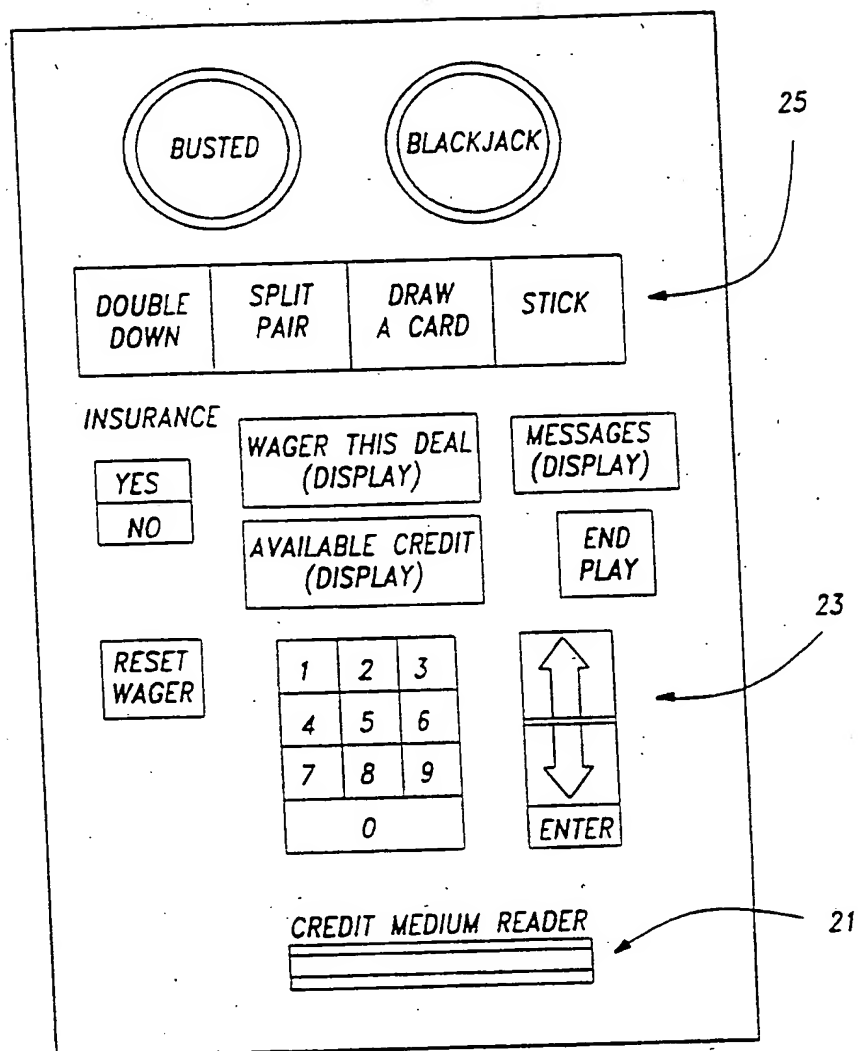 BUSTED
BLACKJACK
25
DOUBLE
DOWN
SPLIT
PAIR
DRAW
A CARD
STICK
INSURANCE
YES
NO
WAGER THIS DEAL
(DISPLAY)
MESSAGES
(DISPLAY)
AVAILABLE CREDIT
(DISPLAY)
END
PLAY
23
RESET
WAGER
1 2 3
4 5 6
7 8 9
0
ENTER
CREDIT MEDIUM READER
21